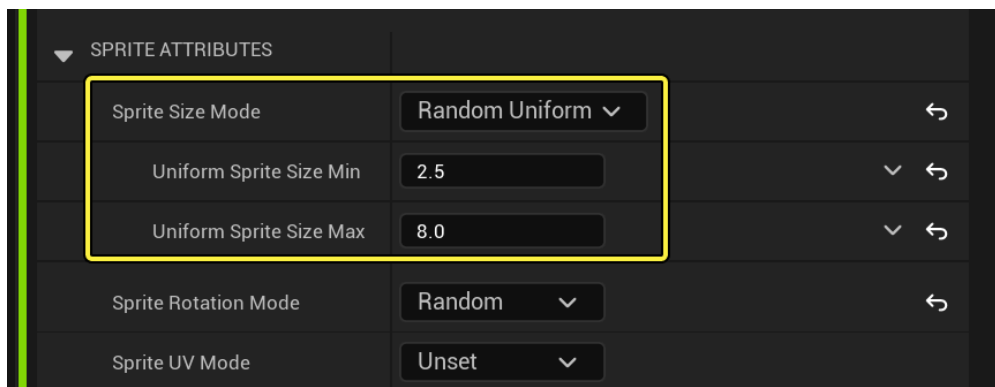 SPRITE ATTRIBUTES
Sprite Size Mode Random Uniform
Uniform Sprite Size Min 2.5
Uniform Sprite Size Max 8.0
Sprite Rotation Mode Random
Sprite UV Mode Unset